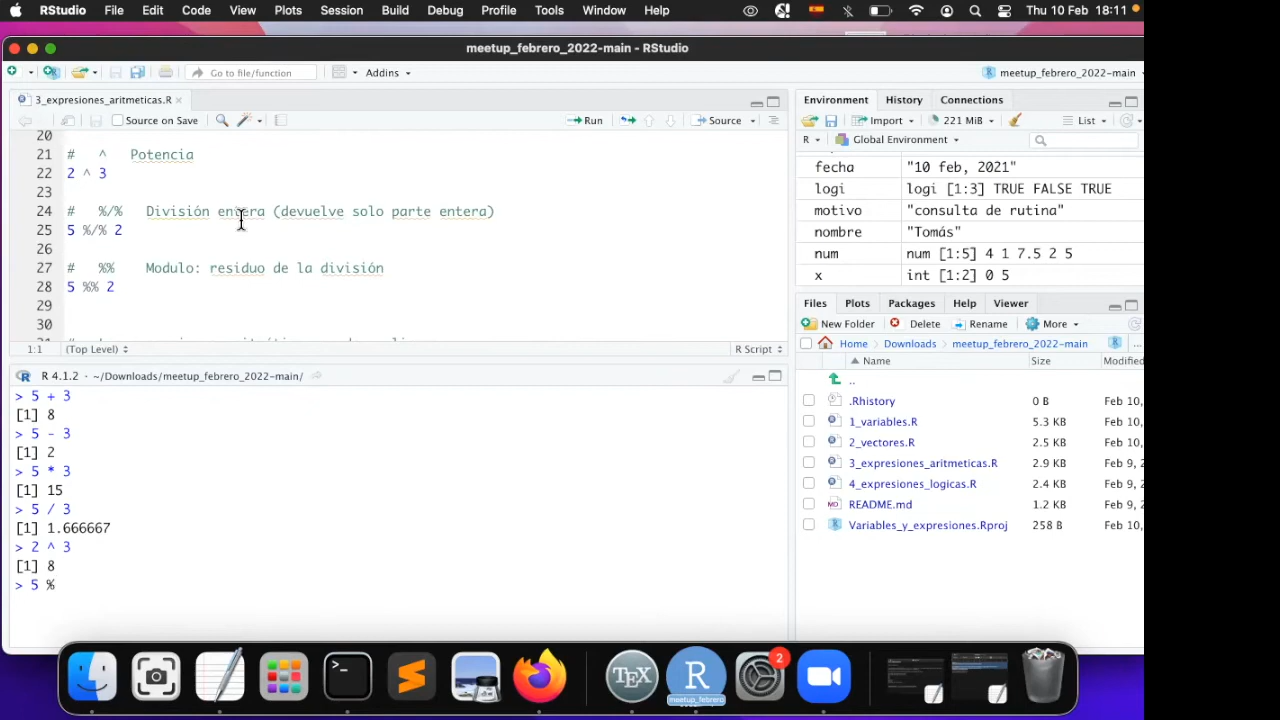 RStudio File Edit Code View Plots Session Build Debug Profile Tools Window Help Thu 10 Feb 18:11
meetup_febrero_2022-main - RStudio
Go to file/function Addins meetup_febrero_2022-main
3_expresiones_aritmeticas.R
Source on Save Run Source
20
21 # ^ Potencia
22 2 ^ 3
23
24 # %/% División entera (devuelve solo parte entera)
25 5 %/% 2
26
27 # %% Modulo: residuo de la división
28 5 %% 2
29
30
1:1 (Top Level) R Script
R 4.1.2 · ~/Downloads/meetup_febrero_2022-main/
> 5 + 3
[1] 8
> 5 - 3
[1] 2
> 5 * 3
[1] 15
> 5 / 3
[1] 1.666667
> 2 ^ 3
[1] 8
> 5 %
Environment History Connections
Import 221 MiB List
R Global Environment
fecha "10 feb, 2021"
logi logi [1:3] TRUE FALSE TRUE
motivo "consulta de rutina"
nombre "Tomás"
num num [1:5] 4 1 7.5 2 5
x int [1:2] 0 5
Files Plots Packages Help Viewer
New Folder Delete Rename More
Home Downloads meetup_febrero_2022-main ...
Name Size Modified
..
.Rhistory 0 B Feb 10,
1_variables.R 5.3 KB Feb 10,
2_vectores.R 2.5 KB Feb 10,
3_expresiones_aritmeticas.R 2.9 KB Feb 9, 2
4_expresiones_logicas.R 2.4 KB Feb 9, 2
README.md 1.2 KB Feb 9, 2
Variables_y_expresiones.Rproj 258 B Feb 10,
TEX R 2
meetup_febrero